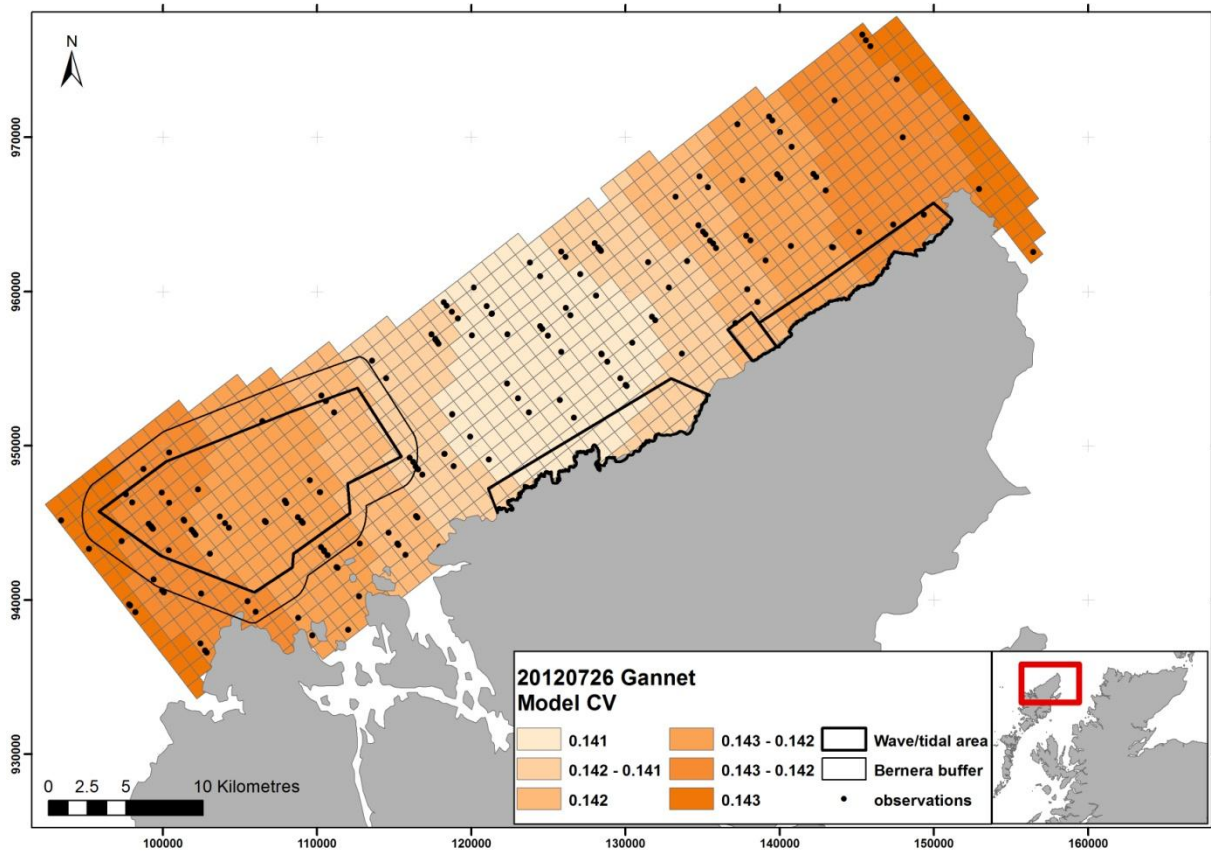 N
970000
960000
950000
940000
930000
20120726 Gannet
Model CV
0.141
0.142 - 0.141
0.142
0.143 - 0.142
0.143 - 0.142
0.143
Wave/tidal area
Bernera buffer
observations
0 2.5 5 10 Kilometres
100000 110000 120000 130000 140000 150000 160000